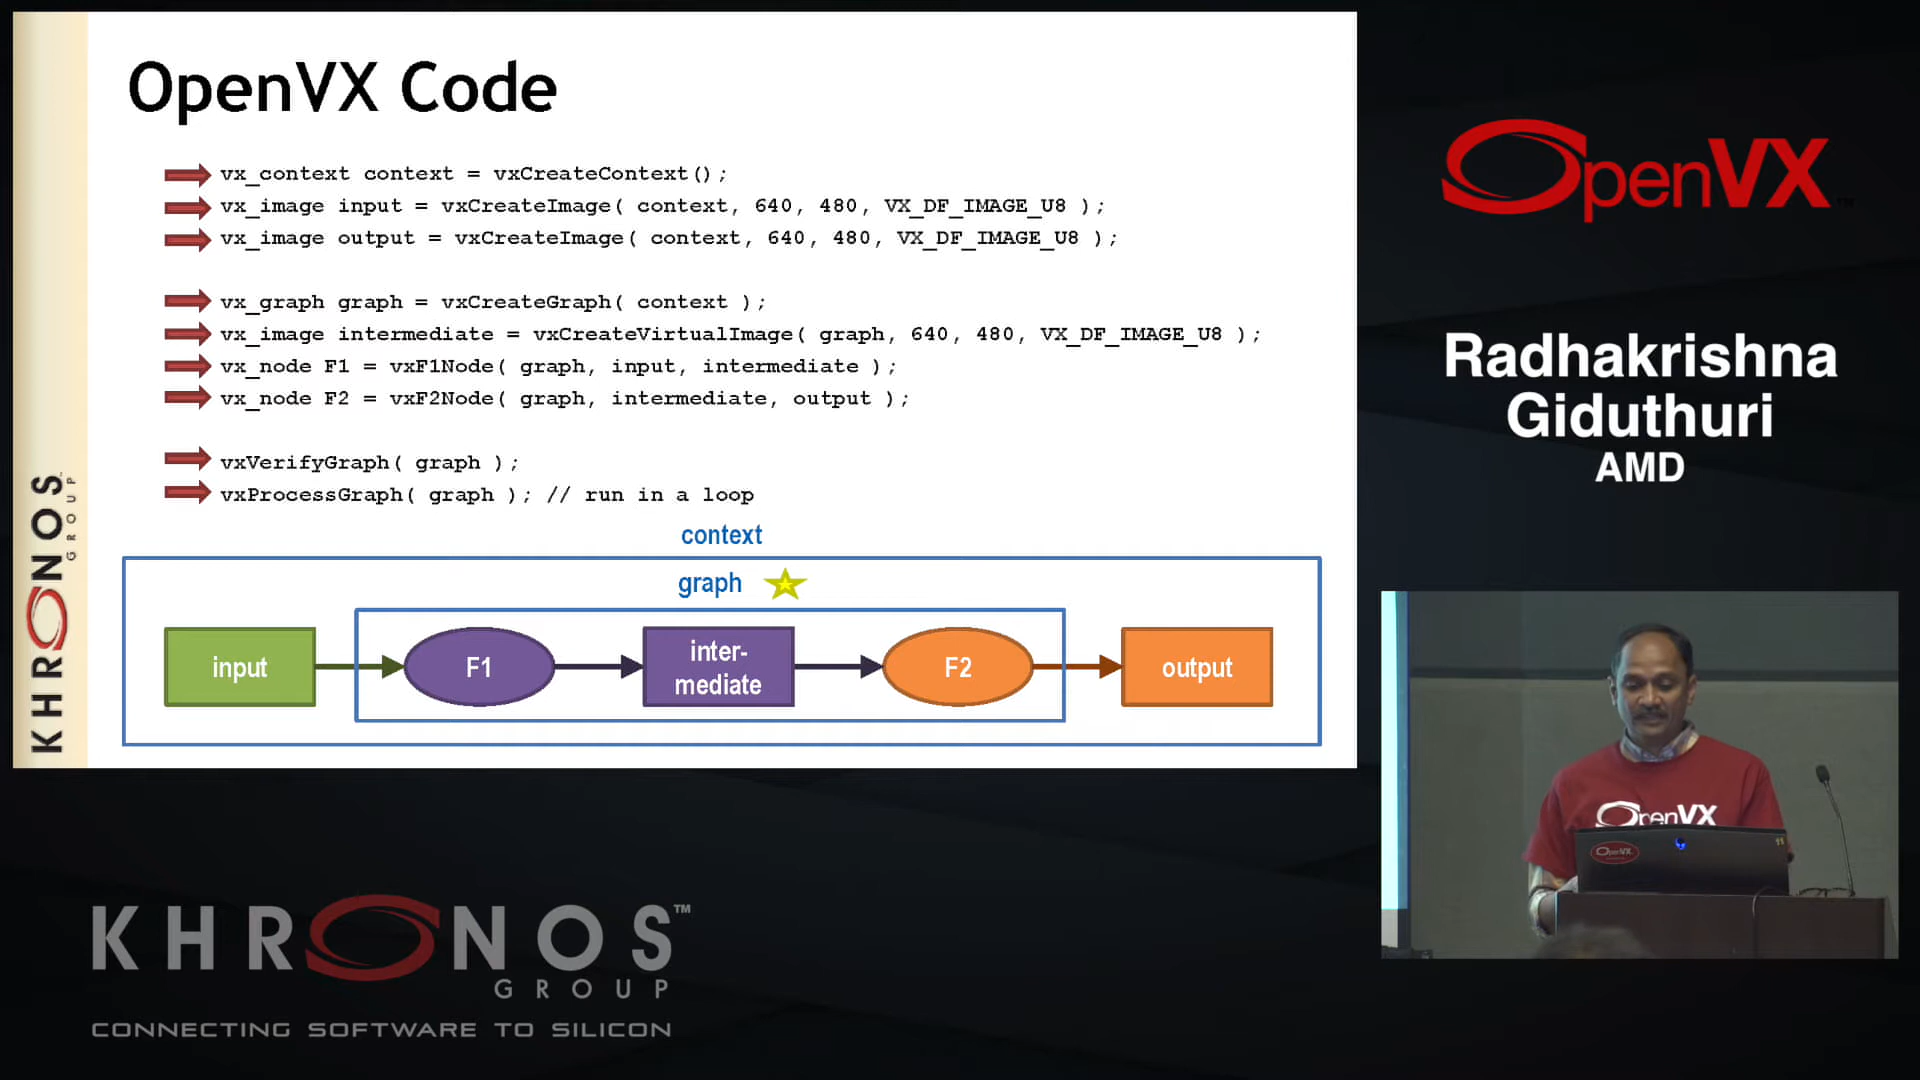 OpenVX Code
vx_context context = vxCreateContext();
vx_image input = vxCreateImage( context, 640, 480, VX_DF_IMAGE_U8 );
vx_image output = vxCreateImage( context, 640, 480, VX_DF_IMAGE_U8 );
vx_graph graph = vxCreateGraph( context );
vx_image intermediate = vxCreateVirtualImage( graph, 640, 480, VX_DF_IMAGE_U8 );
vx_node F1 = vxF1Node( graph, input, intermediate );
vx_node F2 = vxF2Node( graph, intermediate, output );
vxVerifyGraph( graph );
vxProcessGraph( graph ); // run in a loop
context
graph
input
F1
inter-
mediate
F2
output
KHRONOS
GROUP
OpenVX™
Radhakrishna
Giduthuri
AMD
OpenVX
OpenVX
KHRONOS™
GROUP
CONNECTING SOFTWARE TO SILICON